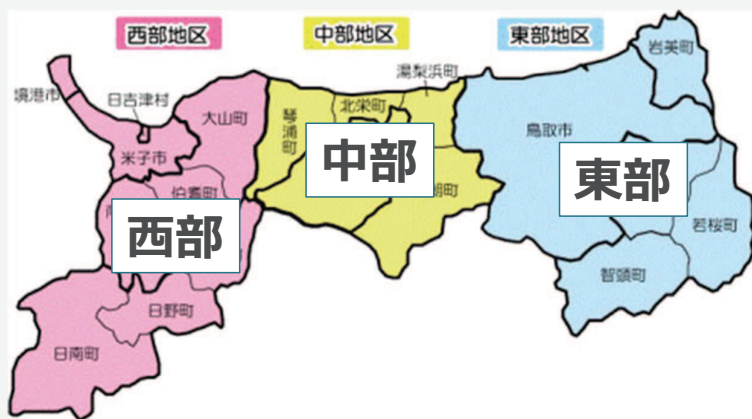 西部地区
中部地区
東部地区
岩美町
湯梨浜町
境港市
日吉津村
大山町
琴浦町
北栄町
鳥取市
米子市
中部
東部
伯耆町
西部
若桜町
智頭町
日野町
日南町